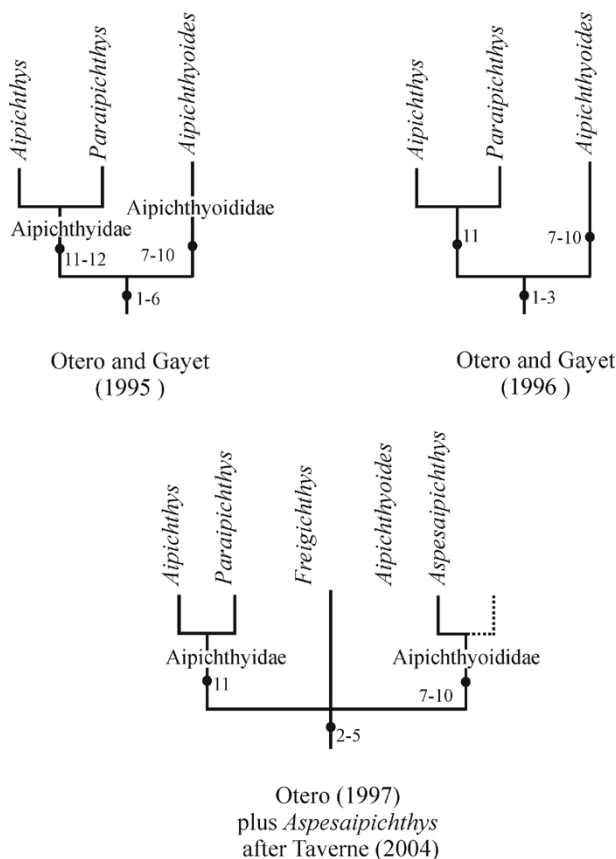 Aipichthys
Paraipichthys
Aipichthyoides
Aipichthyidae
Aipichthyoididae
11-12
7-10
1-6
Otero and Gayet
(1995 )
Aipichthys
Paraipichthys
Aipichthyoides
11
7-10
1-3
Otero and Gayet
(1996)
Aipichthys
Paraipichthys
Freigichthys
Aipichthyoides
Aspesaipichthys
Aipichthyidae
Aipichthyoididae
11
7-10
2-5
Otero (1997)
plus Aspesaipichthys
after Taverne (2004)